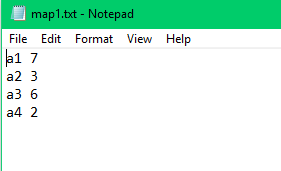 map1.txt - Notepad
File Edit Format View Help
a1 7
a2 3
a3 6
a4 2